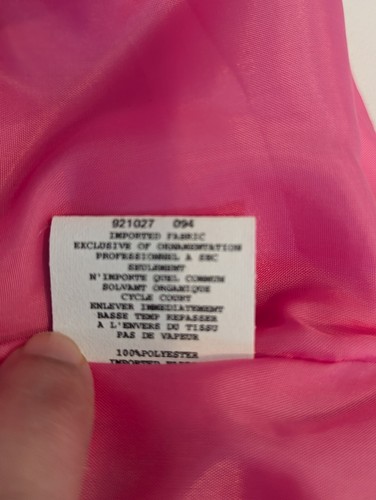 921027 094
IMPORTED FABRIC
EXCLUSIVE OF ORNAMENTATION
PROFESSIONNEL A SEC
SEULEMENT
N'IMPORTE QUEL COMMUN
SOLVANT ORGANIQUE
CYCLE COURT
ENLEVER IMMEDIATEMENT
BASSE TEMP REPASSER
A L'ENVERS DU TISSU
PAS DE VAPEUR
100%POLYESTER
IMPORTED